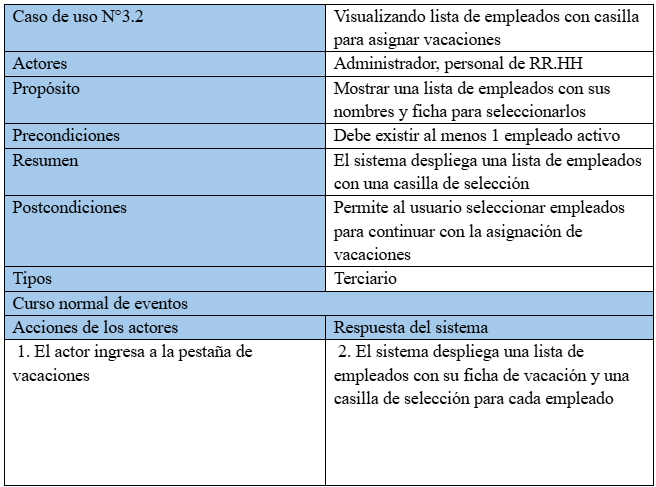 Caso de uso N°3.2
Visualizando lista de empleados con casilla
para asignar vacaciones
Actores
Administrador, personal de RR.HH
Propósito
Mostrar una lista de empleados con sus
nombres y ficha para seleccionarlos
Precondiciones
Debe existir al menos 1 empleado activo
Resumen
El sistema despliega una lista de empleados
con una casilla de selección
Postcondiciones
Permite al usuario seleccionar empleados
para continuar con la asignación de
vacaciones
Tipos
Terciario
Curso normal de eventos
Acciones de los actores
Respuesta del sistema
1. El actor ingresa a la pestaña de
vacaciones
2. El sistema despliega una lista de
empleados con su ficha de vacación y una
casilla de selección para cada empleado